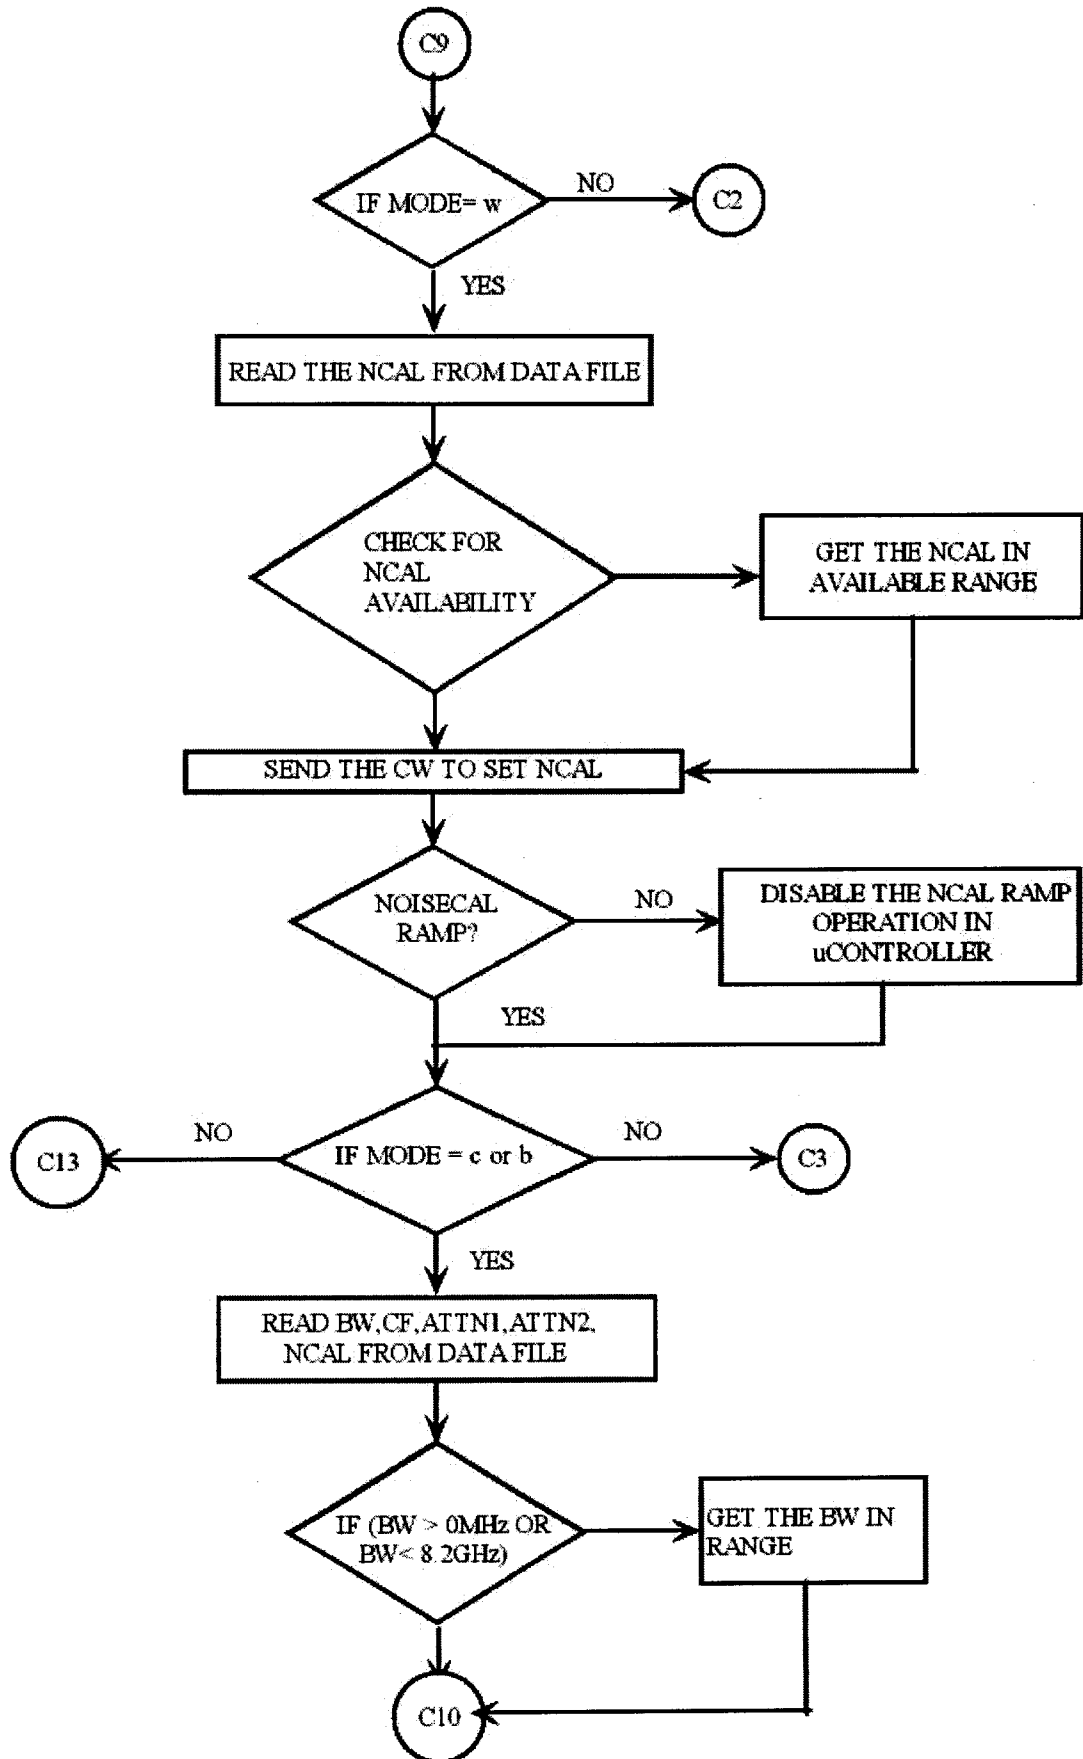 C9
IF MODE= w
NO
C2
YES
READ THE NCAL FROM DATA FILE
CHECK FOR
NCAL
AVAILABILITY
GET THE NCAL IN
AVAILABLE RANGE
SEND THE CW TO SET NCAL
NOISECAL
RAMP?
NO
DISABLE THE NCAL RAMP
OPERATION IN
uCONTROLLER
YES
C13
NO
IF MODE = c or b
NO
C3
YES
READ BW,CF,ATTN1,ATTN2,
NCAL FROM DATA FILE
IF (BW > 0MHz OR
BW< 8.2GHz)
GET THE BW IN
RANGE
C10